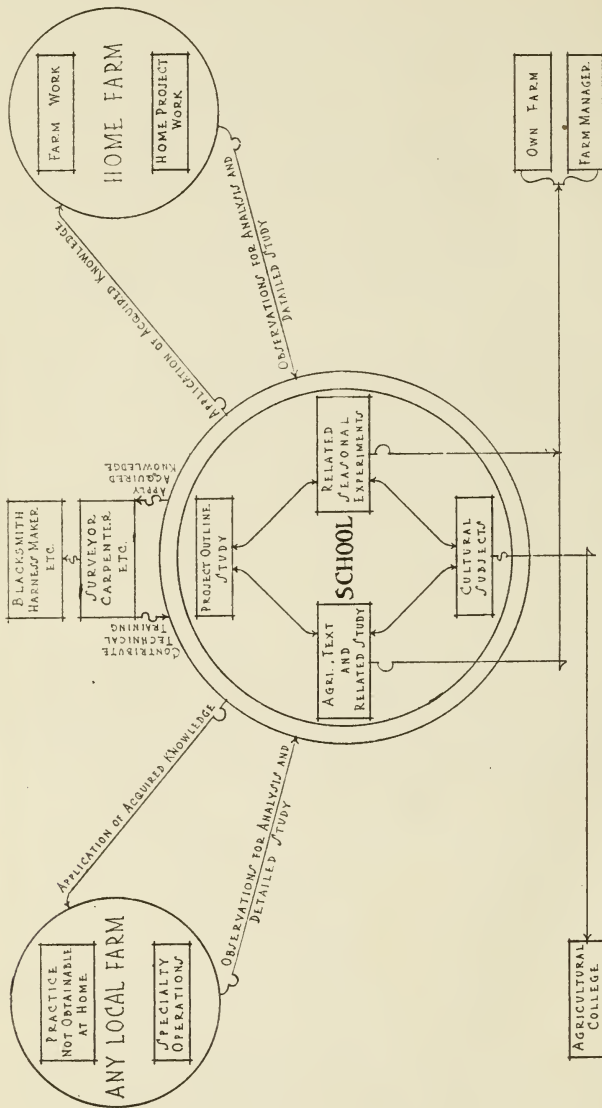 PRACTICE
NOT OBTAINABLE
AT HOME
ANY LOCAL FARM
SPECIALTY
OPERATIONS
APPLICATION OF ACQUIRED KNOWLEDGE
OBSERVATIONS FOR ANALYSIS AND
DETAILED STUDY
BLACKSMITH
HARNESS MAKER
ETC.
SURVEYOR
CARPENTER
ETC.
CONTRIBUTE
TECHNICAL
TRAINING
APPLY
ACQUIRED
KNOWLEDGE
FARM WORK
HOME FARM
HOME PROJECT
WORK
APPLICATION OF ACQUIRED KNOWLEDGE
OBSERVATIONS FOR ANALYSIS AND
DATAILED STUDY
PROJECT OUTLINE
STUDY
AGRI., TEXT
AND
RELATED STUDY
SCHOOL
RELATED
SEASONAL
EXPERIMENTS
CULTURAL
SUBJECTS
AGRICULTURAL
COLLEGE
OWN FARM
FARM MANAGER.